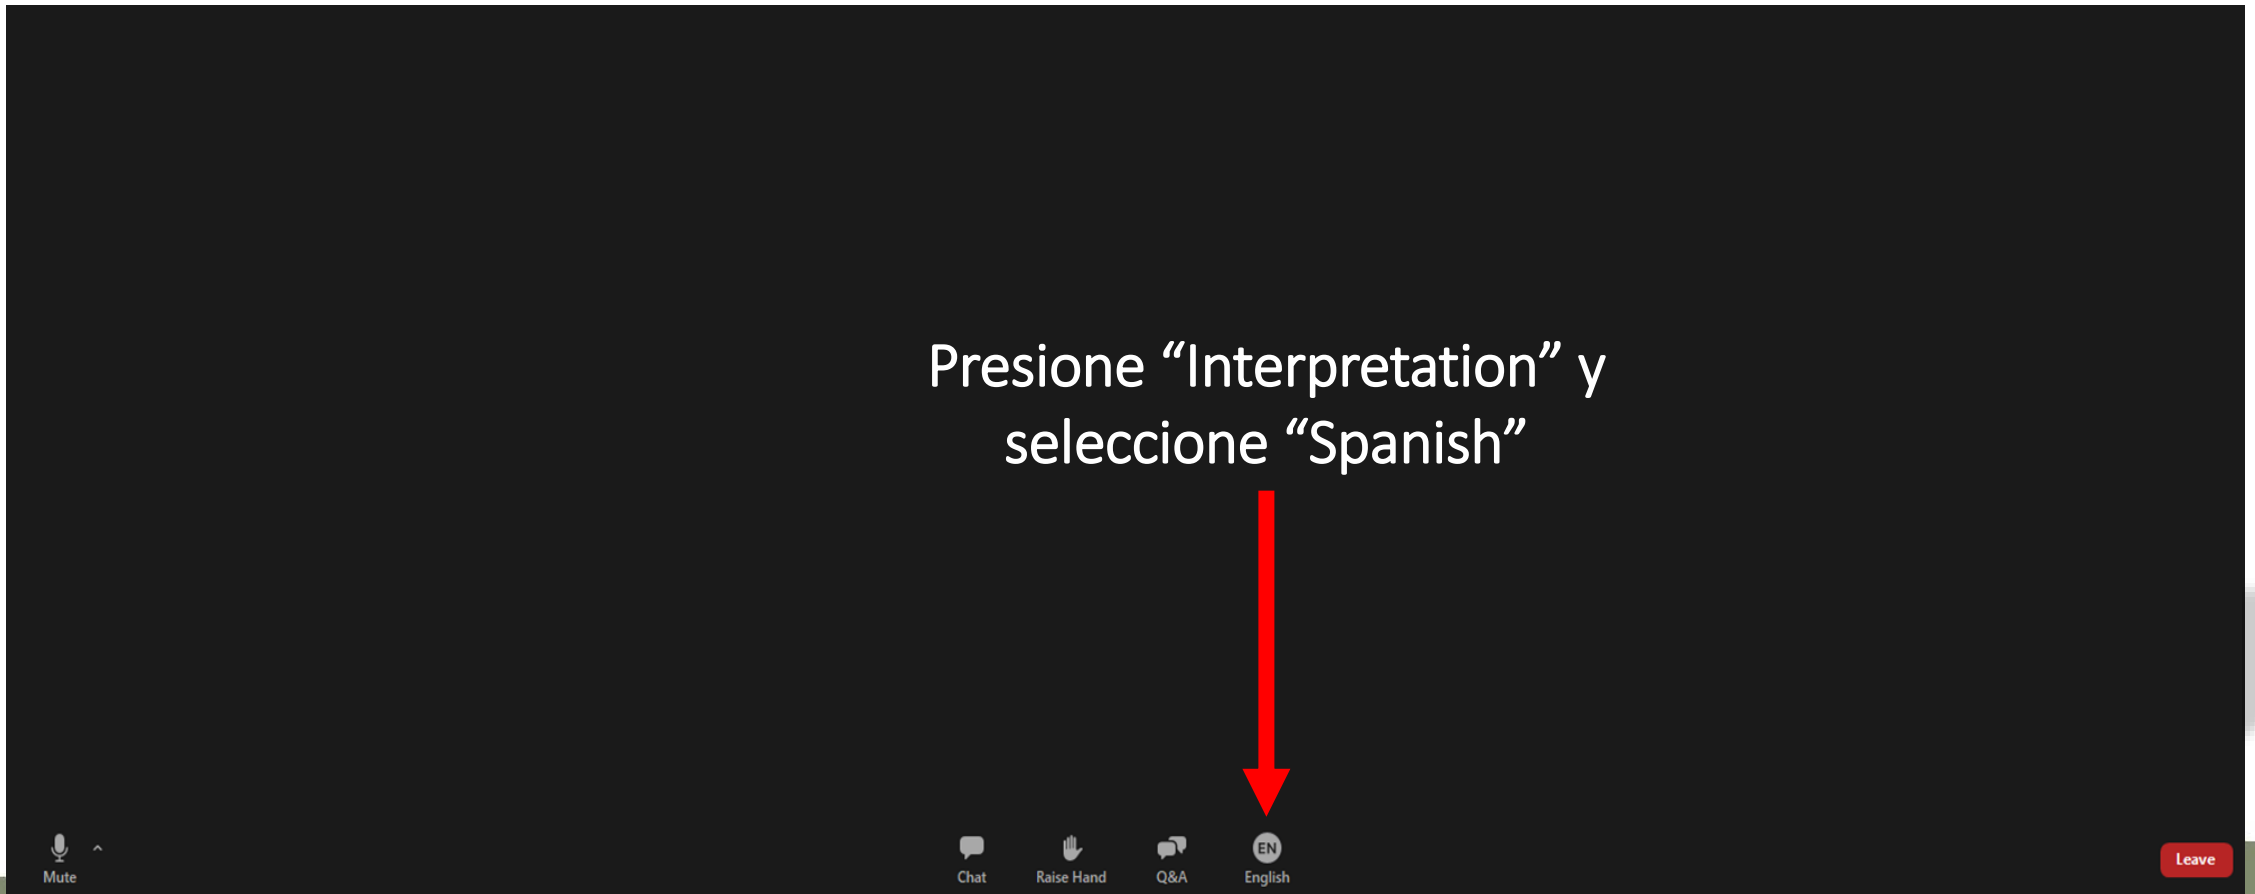 Presione “Interpretation” y
seleccione “Spanish”
Mute
Chat
Raise Hand
Q&A
EN
English
Leave